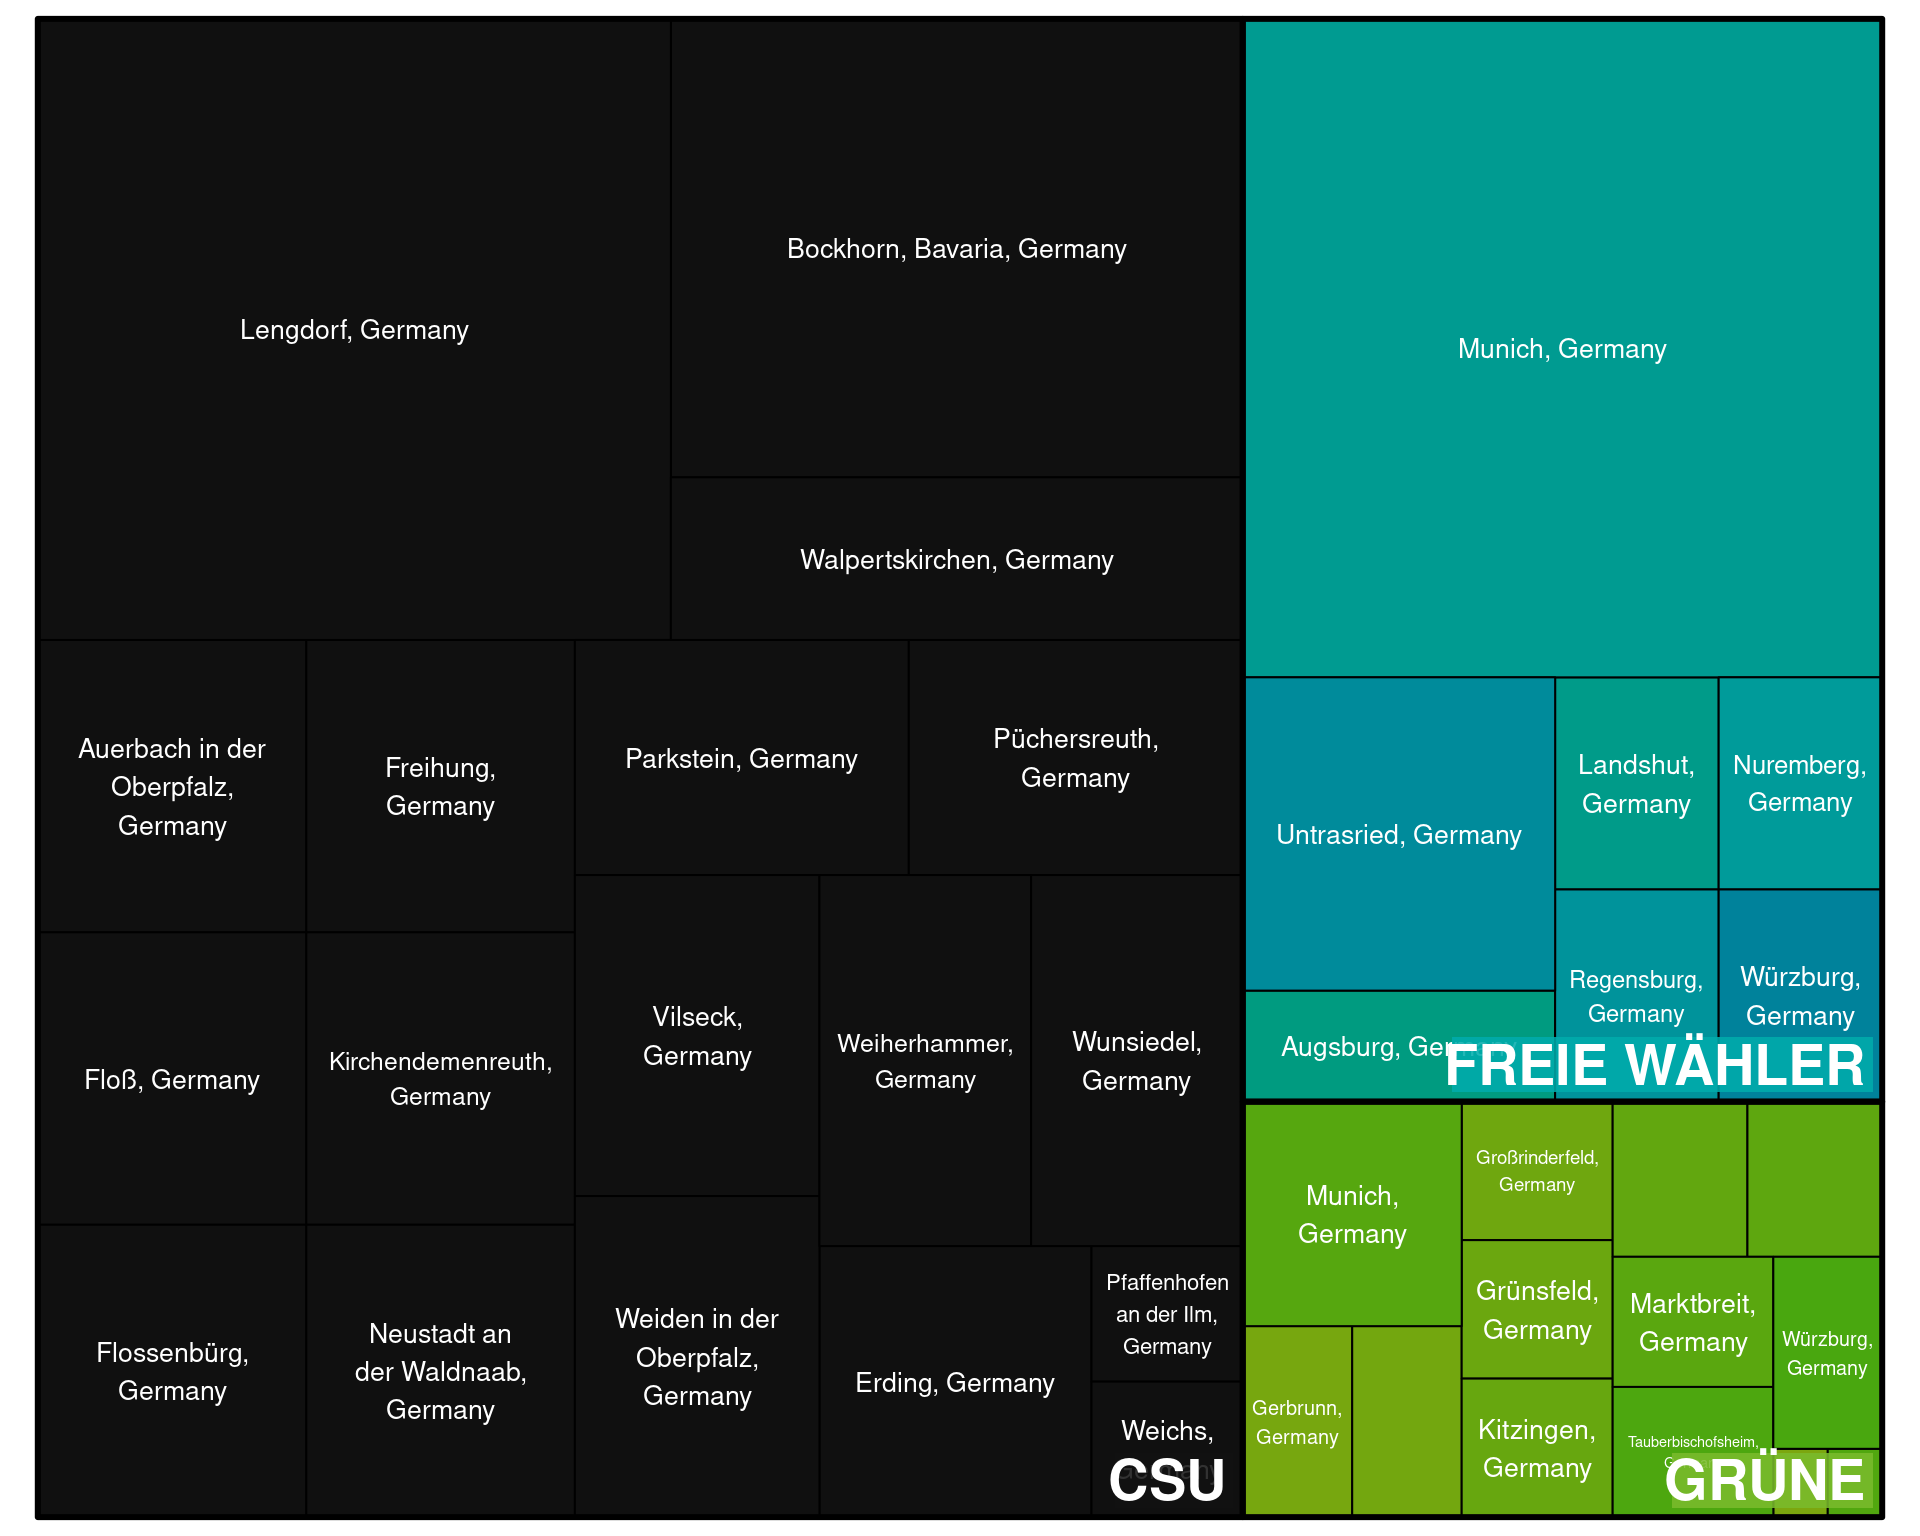 Lengdorf, Germany
Bockhorn, Bavaria, Germany
Walpertskirchen, Germany
Auerbach in der
Oberpfalz,
Germany
Freihung,
Germany
Parkstein, Germany
Püchersreuth,
Germany
Floß, Germany
Kirchendemenreuth,
Germany
Vilseck,
Germany
Weiherhammer,
Germany
Wunsiedel,
Germany
Flossenbürg,
Germany
Neustadt an
der Waldnaab,
Germany
Weiden in der
Oberpfalz,
Germany
Erding, Germany
Pfaffenhofen
an der Ilm,
Germany
Weichs,
Germany
CSU
Munich, Germany
Untrasried, Germany
Landshut,
Germany
Nuremberg,
Germany
Regensburg,
Germany
Würzburg,
Germany
Augsburg, Germany
FREIE WÄHLER
Munich,
Germany
Großrinderfeld,
Germany
Grünsfeld,
Germany
Marktbreit,
Germany
Würzburg,
Germany
Gerbrunn,
Germany
Kitzingen,
Germany
Tauberbischofsheim,
GRÜNE